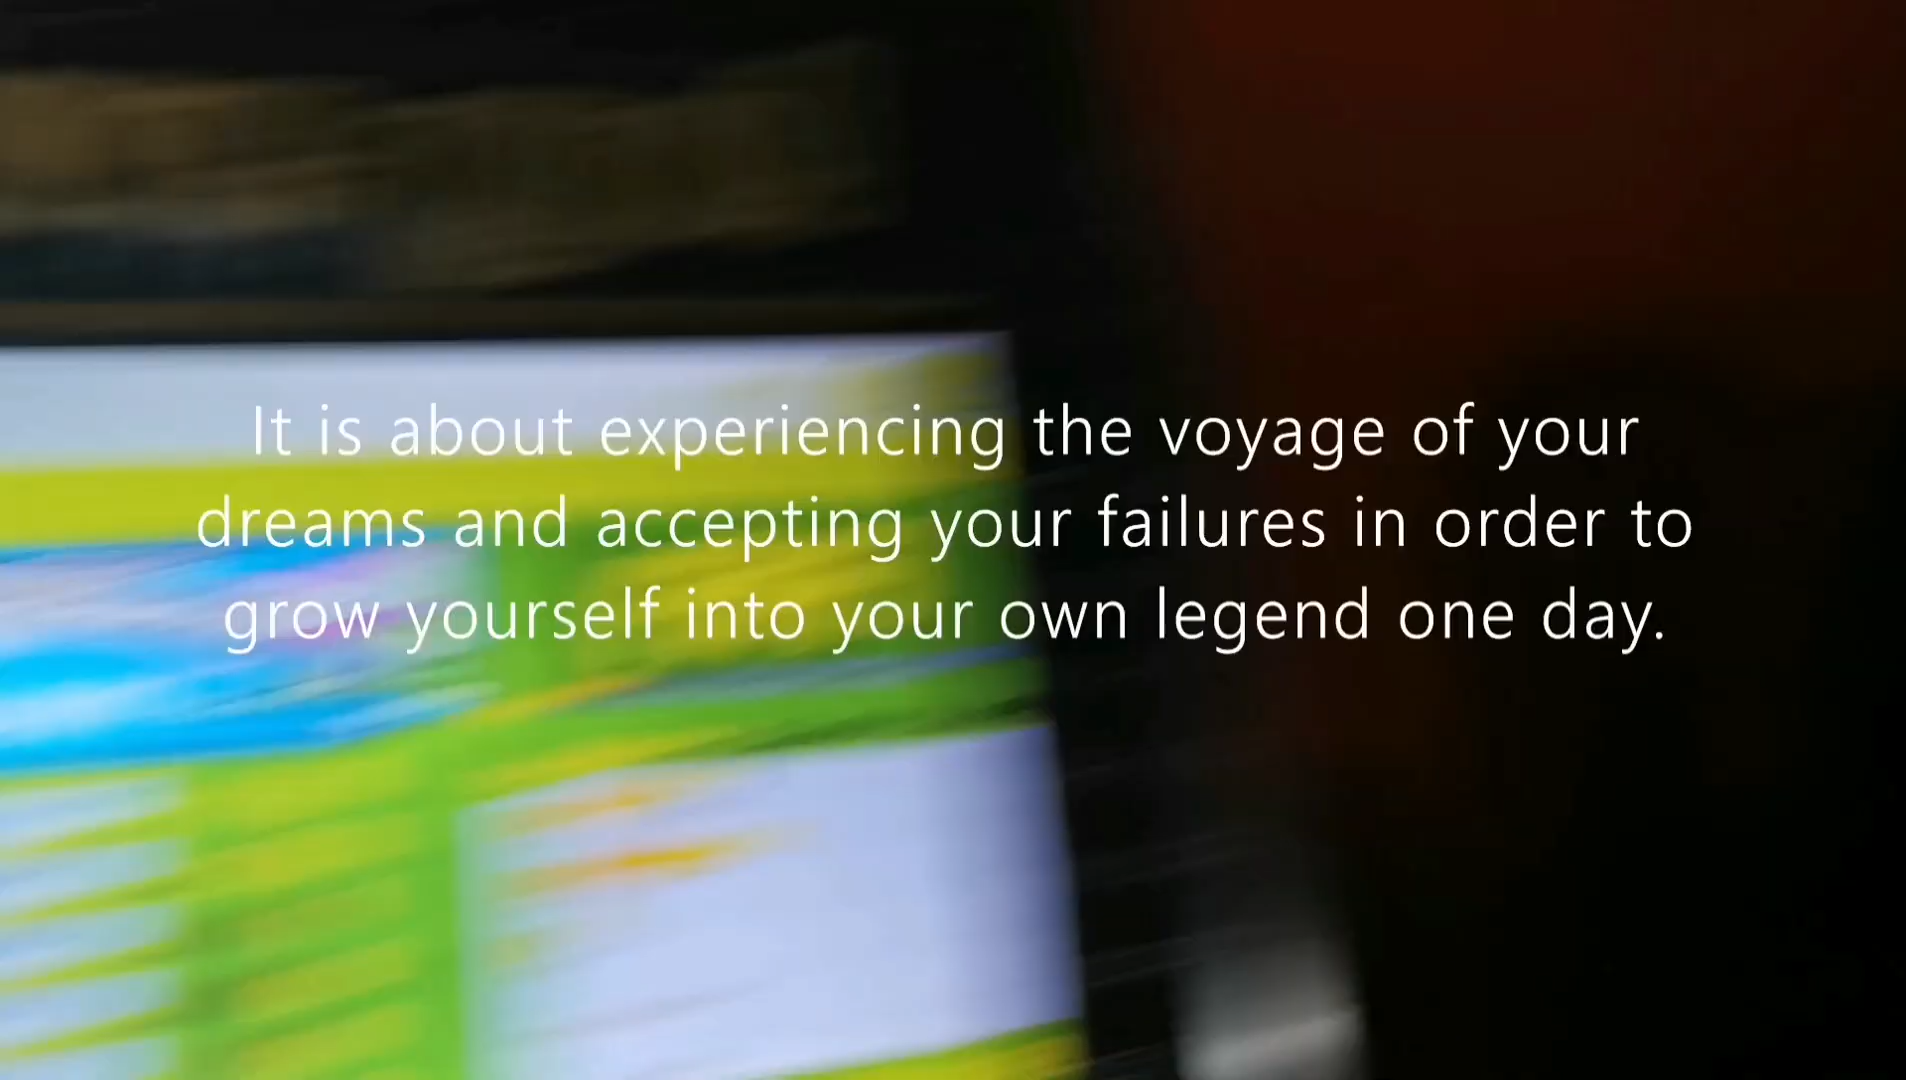 It is about experiencing the voyage of your
dreams and accepting your failures in order to
grow yourself into your own legend one day.